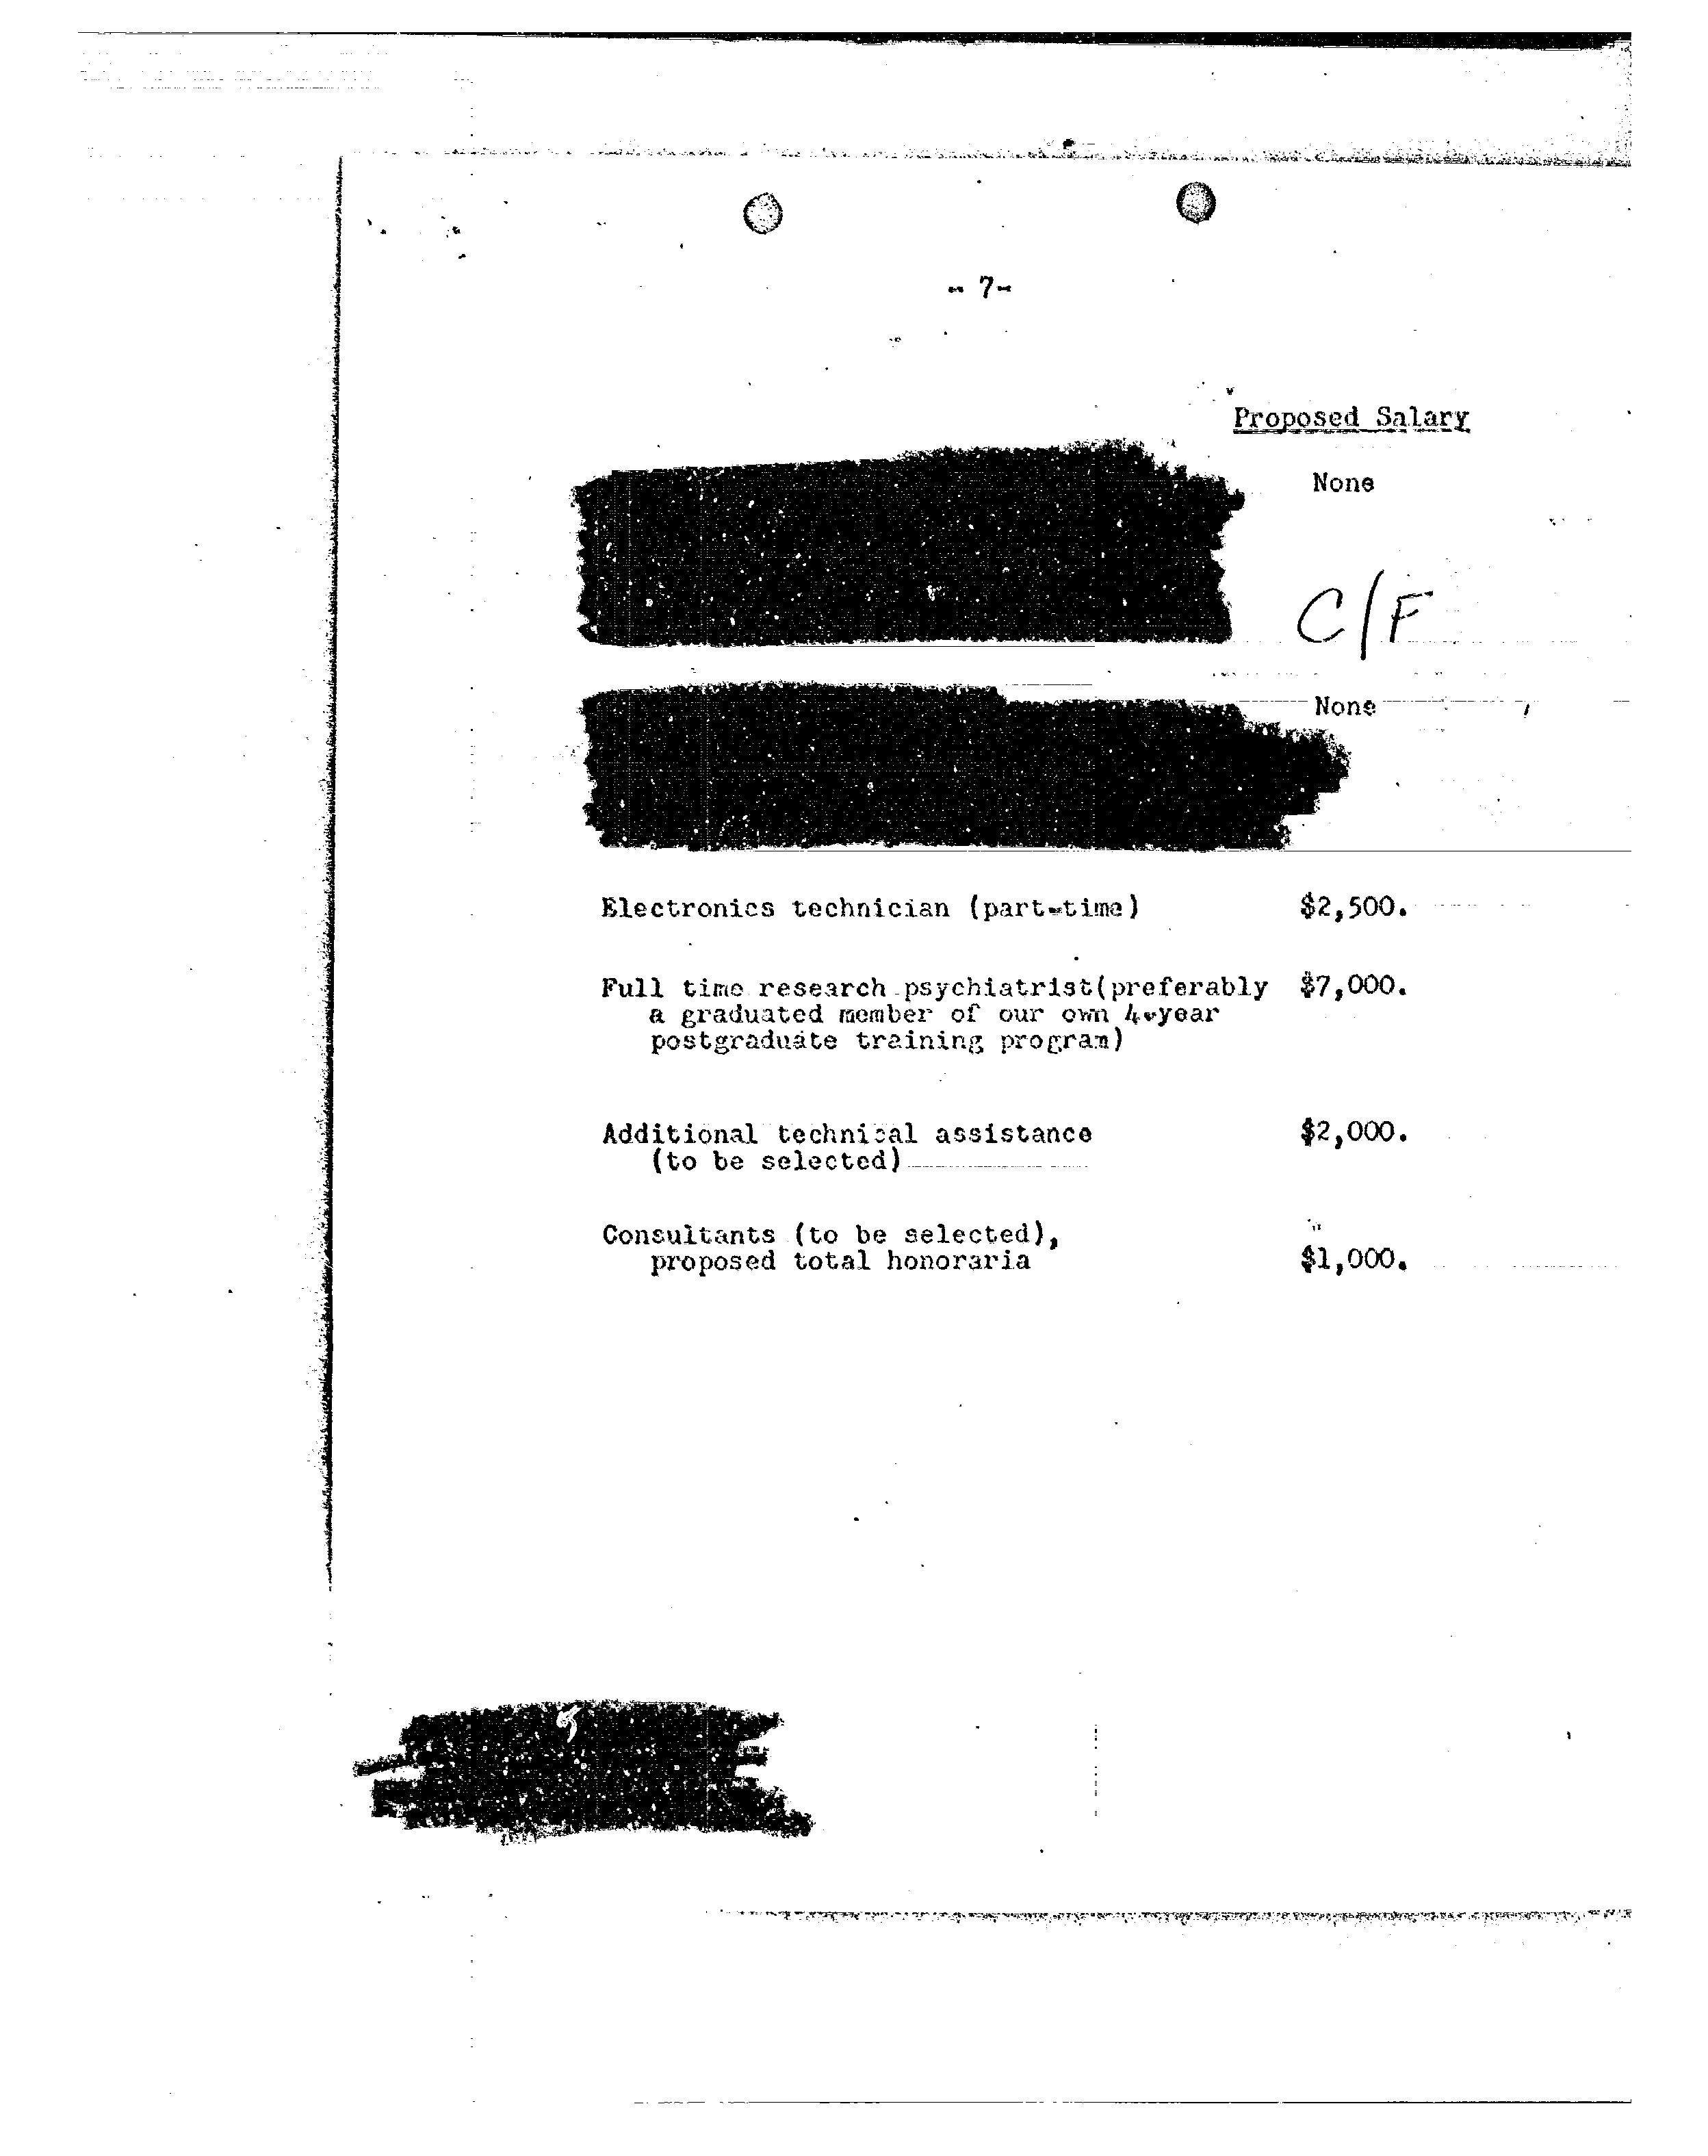 - 7-
Proposed Salary
None
C/F
None
Electronics technician (part-time) $2,500.
Full time research psychiatrist(preferably $7,000.
a graduated member of our own 4-year
postgraduate training program)
Additional technical assistance $2,000.
(to be selected)
Consultants (to be selected),
proposed total honoraria $1,000.